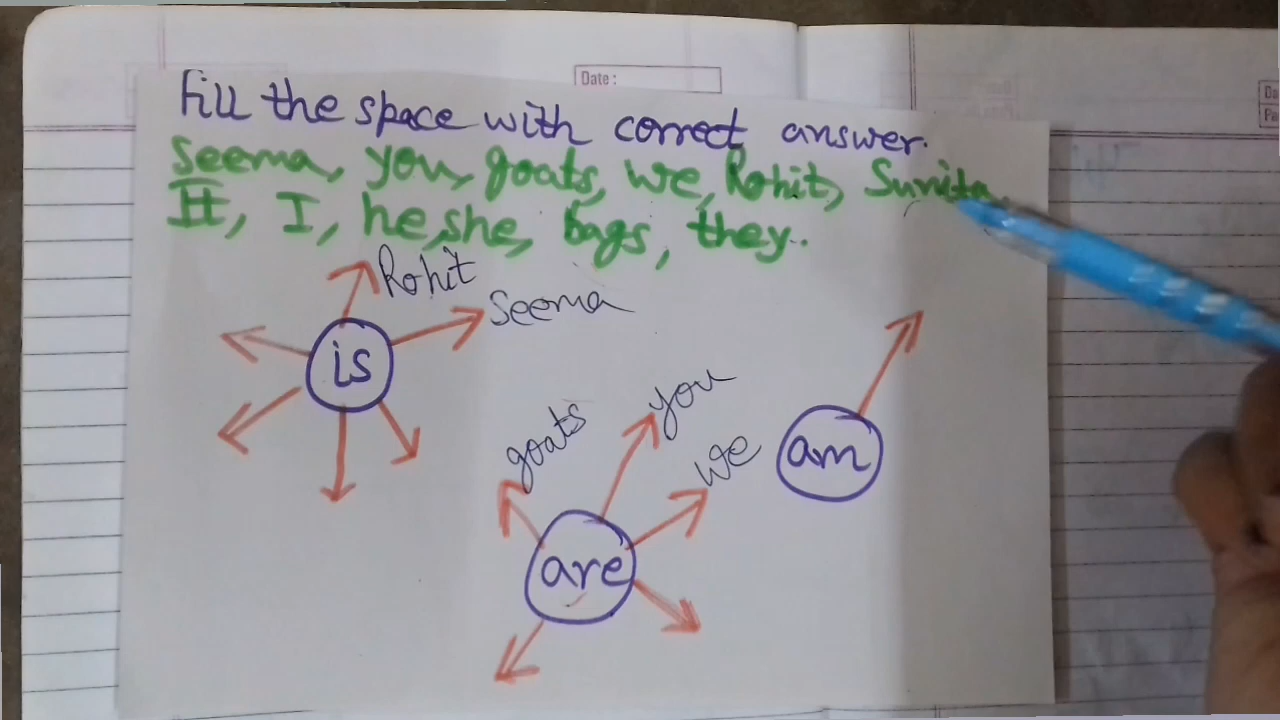 Date :
Fill the space with correct answer.
Seema, you, goats, we, Rohit, Sunita,
It, I, he, she, bags, they.
Rohit
Seema
is
you
goats
we
am
are